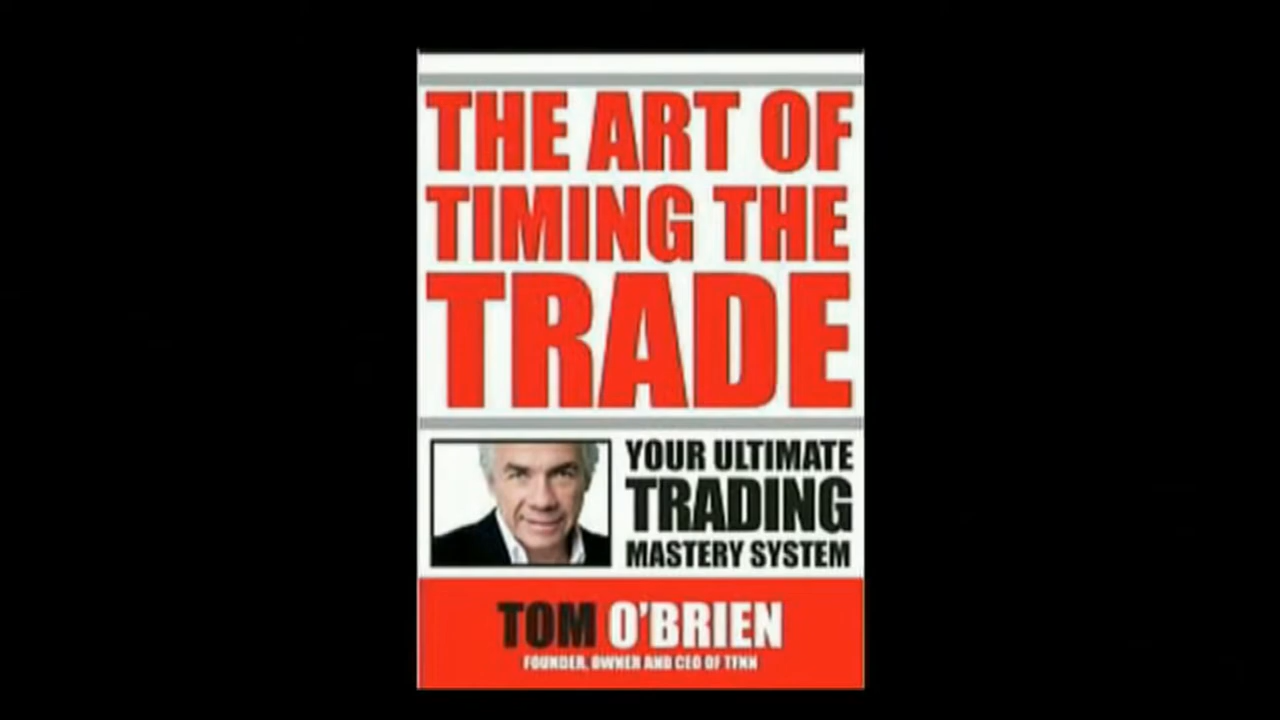 THE ART OF
TIMING THE
TRADE
YOUR ULTIMATE
TRADING
MASTERY SYSTEM
TOM O'BRIEN
FOUNDER, OWNER AND CEO OF TFNN